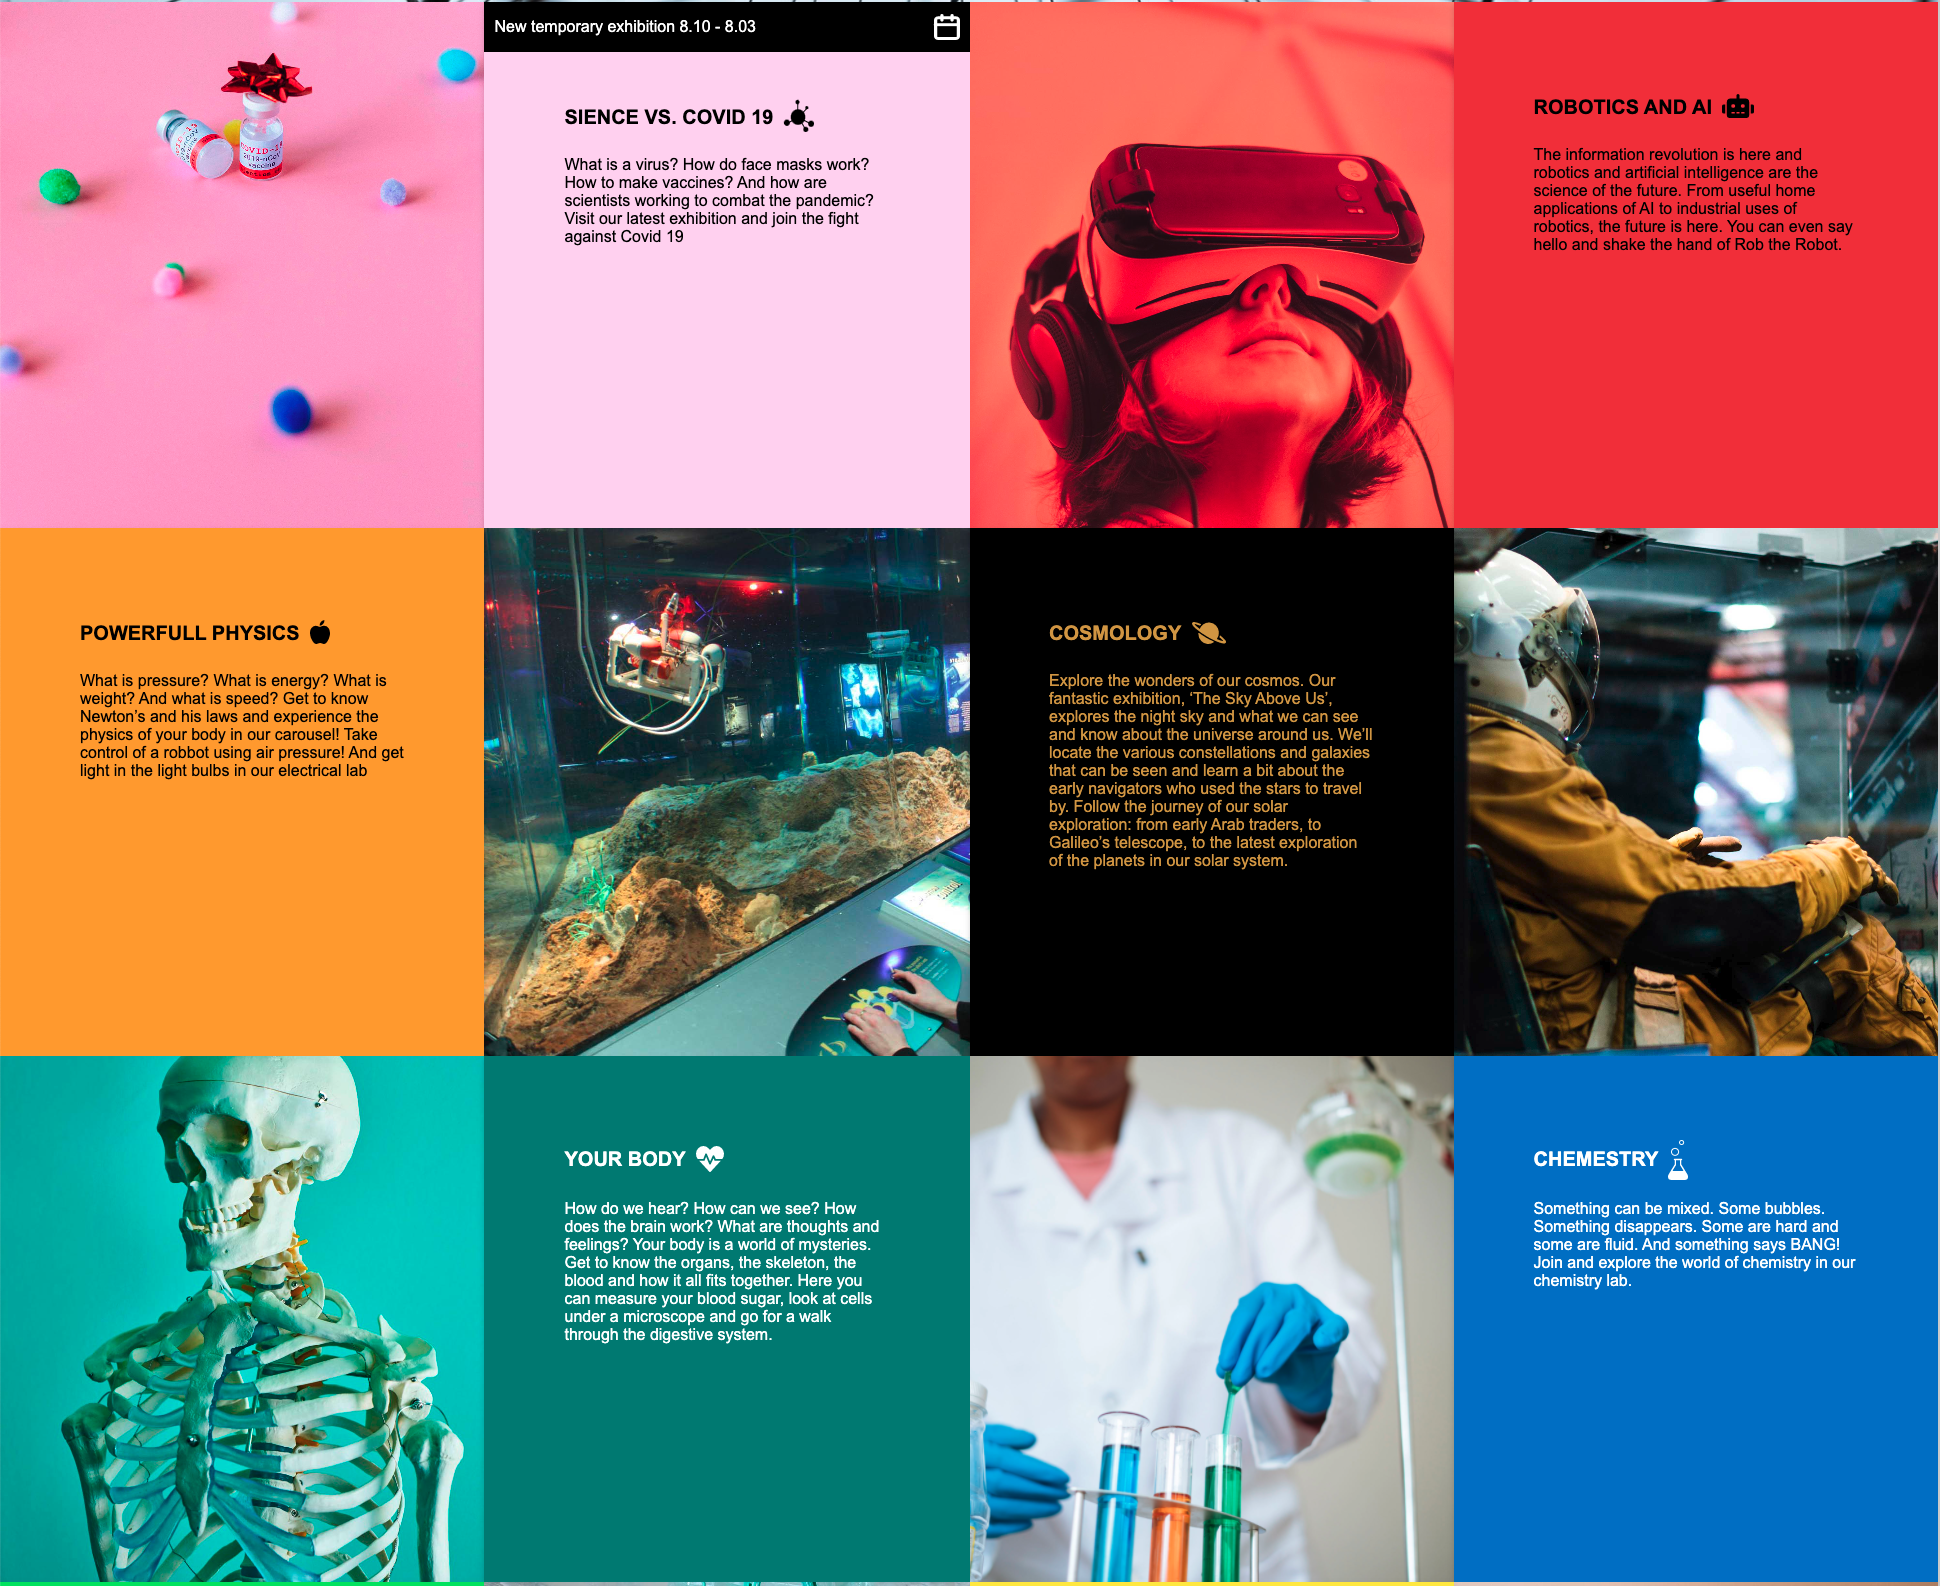 New temporary exhibition 8.10 - 8.03
SIENCE VS. COVID 19
What is a virus? How do face masks work?
How to make vaccines? And how are
scientists working to combat the pandemic?
Visit our latest exhibition and join the fight
against Covid 19
COVID-19
2019-nCoV
vaccine
ROBOTICS AND AI
The information revolution is here and
robotics and artificial intelligence are the
science of the future. From useful home
applications of AI to industrial uses of
robotics, the future is here. You can even say
hello and shake the hand of Rob the Robot.
POWERFULL PHYSICS
What is pressure? What is energy? What is
weight? And what is speed? Get to know
Newton’s and his laws and experience the
physics of your body in our carousel! Take
control of a robbot using air pressure! And get
light in the light bulbs in our electrical lab
COSMOLOGY
Explore the wonders of our cosmos. Our
fantastic exhibition, ‘The Sky Above Us’,
explores the night sky and what we can see
and know about the universe around us. We’ll
locate the various constellations and galaxies
that can be seen and learn a bit about the
early navigators who used the stars to travel
by. Follow the journey of our solar
exploration: from early Arab traders, to
Galileo’s telescope, to the latest exploration
of the planets in our solar system.
YOUR BODY
How do we hear? How can we see? How
does the brain work? What are thoughts and
feelings? Your body is a world of mysteries.
Get to know the organs, the skeleton, the
blood and how it all fits together. Here you
can measure your blood sugar, look at cells
under a microscope and go for a walk
through the digestive system.
CHEMESTRY
Something can be mixed. Some bubbles.
Something disappears. Some are hard and
some are fluid. And something says BANG!
Join and explore the world of chemistry in our
chemistry lab.